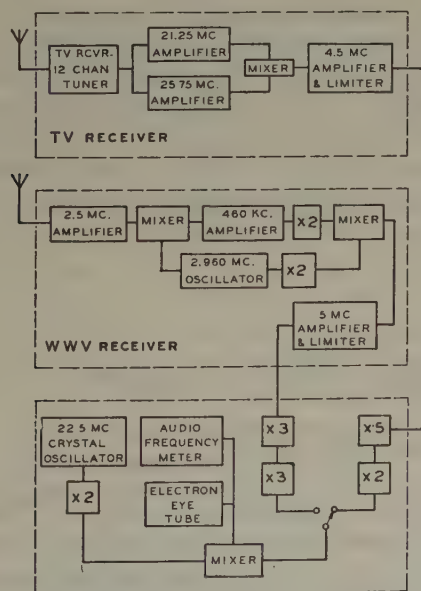 TV RCVR-
12 CHAN
TUNER
21.25 MC
AMPLIFIER
25 75 MC.
AMPLIFIER
MIXER
4.5 MC
AMPLIFIER
& LIMITER
TV RECEIVER
2.5 MC.
AMPLIFIER
MIXER
460 KC.
AMPLIFIER
X2
MIXER
2.960 MC.
OSCILLATOR
X2
5 MC
AMPLIFIER
& LIMITER
WWV RECEIVER
22 5 MC
CRYSTAL
OSCILLATOR
AUDIO
FREQUENCY
METER
X3
X5
X2
ELECTRON
EYE
TUBE
X3
X2
MIXER